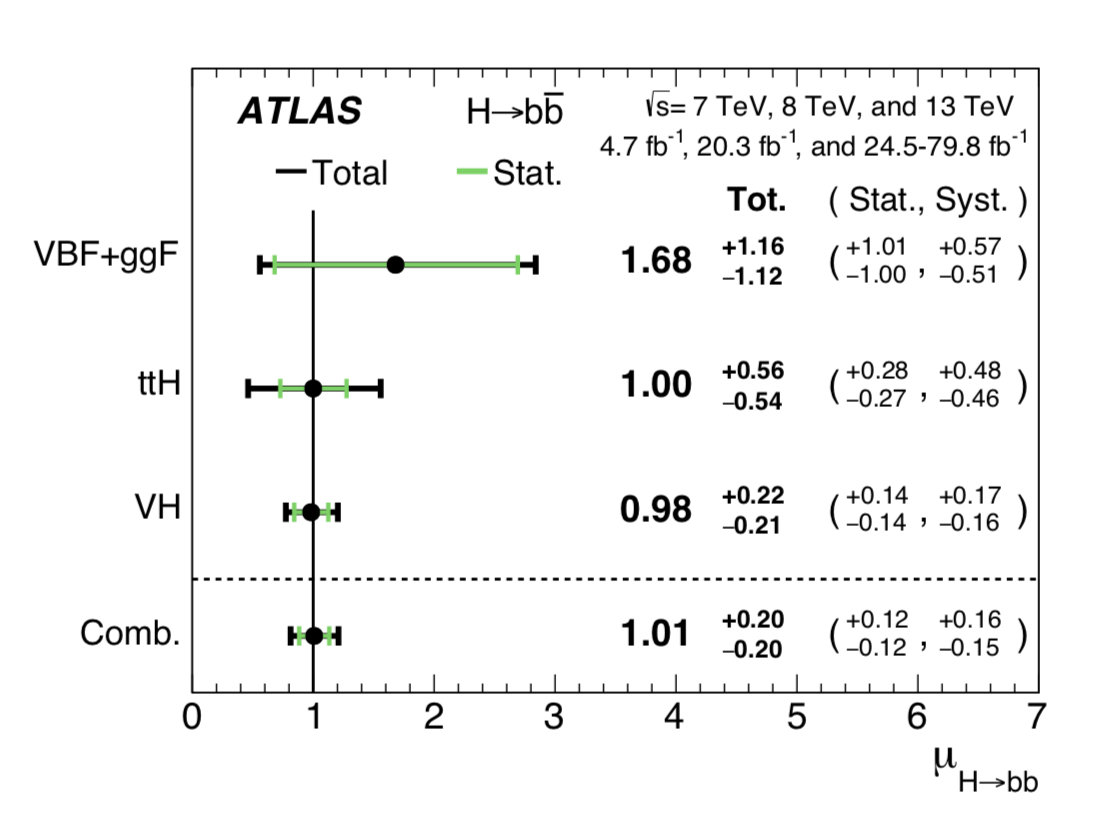 ATLAS H→bb̅ √s= 7 TeV, 8 TeV, and 13 TeV
4.7 fb⁻¹, 20.3 fb⁻¹, and 24.5-79.8 fb⁻¹
Total Stat.
Tot. ( Stat., Syst. )
VBF+ggF 1.68 +1.16 −1.12 ( +1.01 −1.00 , +0.57 −0.51 )
ttH 1.00 +0.56 −0.54 ( +0.28 −0.27 , +0.48 −0.46 )
VH 0.98 +0.22 −0.21 ( +0.14 −0.14 , +0.17 −0.16 )
Comb. 1.01 +0.20 −0.20 ( +0.12 −0.12 , +0.16 −0.15 )
0 1 2 3 4 5 6 7
μ H→bb